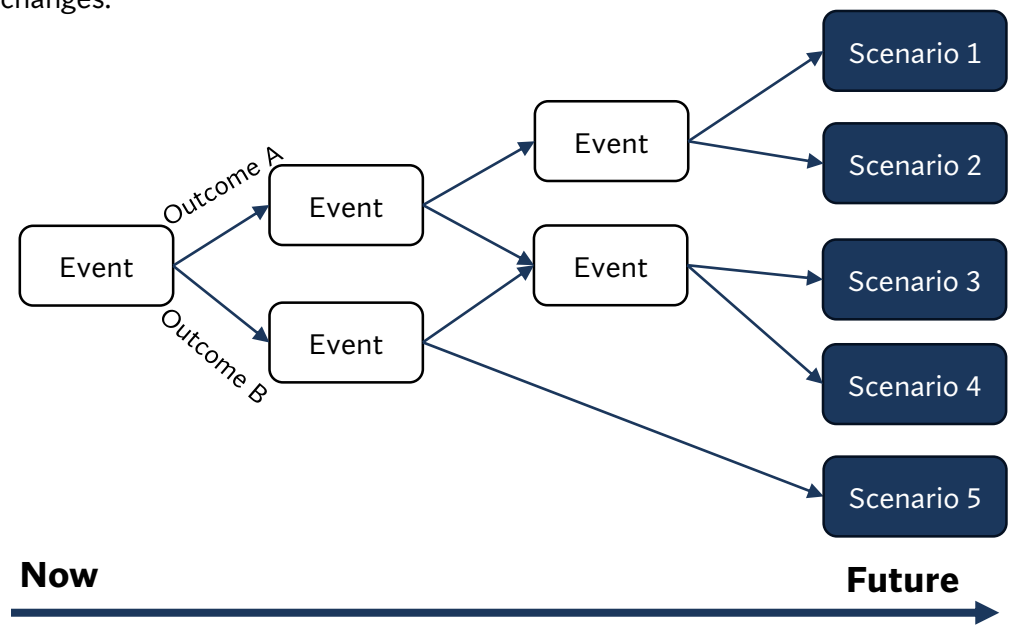 changes.
Scenario 1
Event
Scenario 2
Outcome A
Event
Event
Event
Scenario 3
Outcome B
Event
Scenario 4
Scenario 5
Now
Future